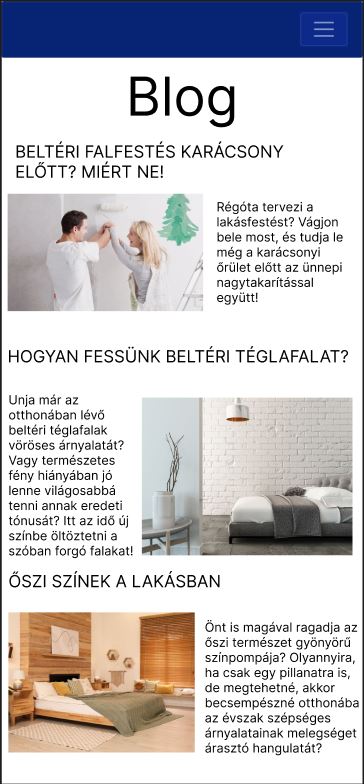 Blog
BELTÉRI FALFESTÉS KARÁCSONY
ELŐTT? MIÉRT NE!
Régóta tervezi a
lakásfestést? Vágjon
bele most, és tudja le
még a karácsonyi
őrület előtt az ünnepi
nagytakarítással
együtt!
HOGYAN FESSÜNK BELTÉRI TÉGLAFALAT?
Unja már az
otthonában lévő
beltéri téglafalak
vöröses árnyalatát?
Vagy természetes
fény hiányában jó
lenne világosabbá
tenni annak eredeti
tónusát? Itt az idő új
színbe öltöztetni a
szóban forgó falakat!
ŐSZI SZÍNEK A LAKÁSBAN
Önt is magával ragadja az
őszi természet gyönyörű
színpompája? Olyannyira,
ha csak egy pillanatra is,
de megtehetné, akkor
becsempészné otthonába
az évszak szépséges
árnyalatainak melegséget
árasztó hangulatát?